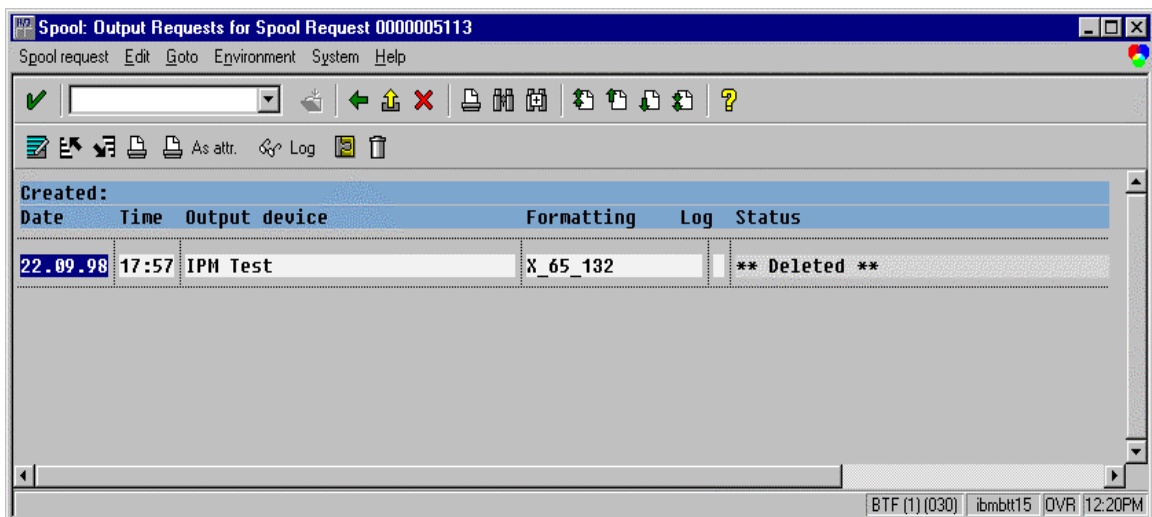 Spool: Output Requests for Spool Request 0000005113
Spool request Edit Goto Environment System Help
As attr. Log
Created:
Date Time Output device Formatting Log Status
22.09.98 17:57 IPM Test X_65_132 ** Deleted **
BTF (1) (030) ibmbtt15 OVR 12:20PM